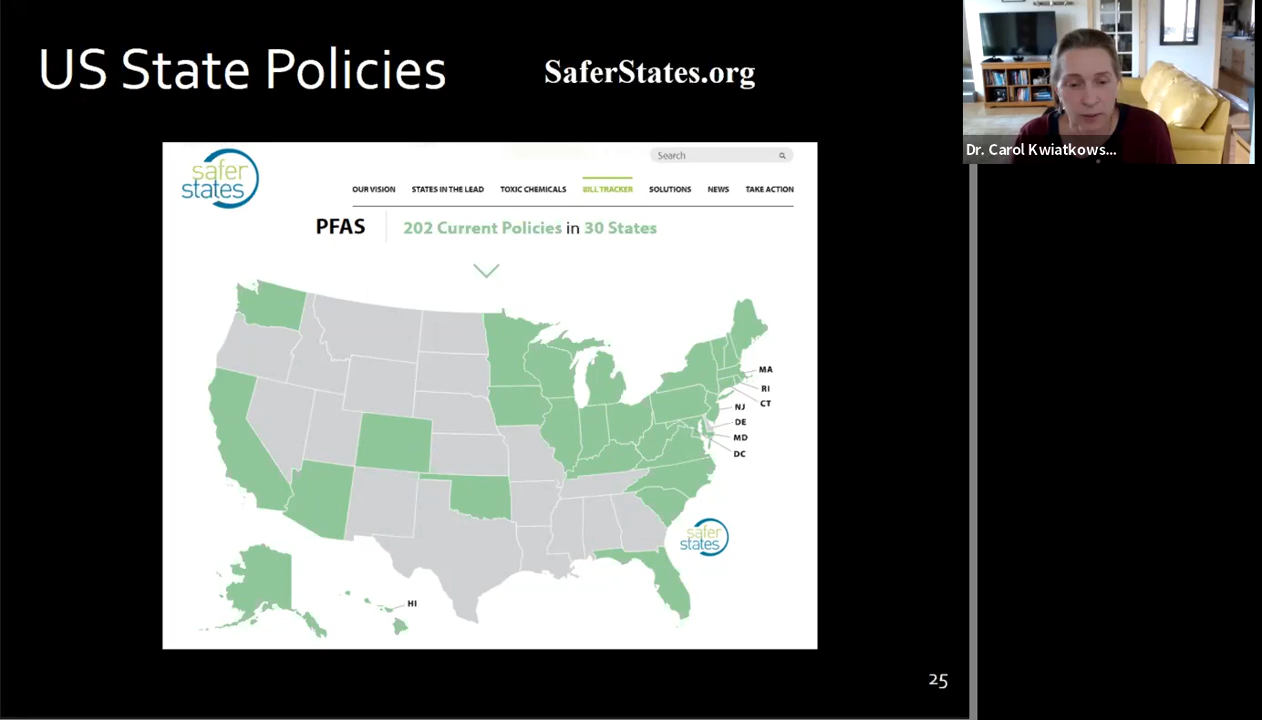 US State Policies
SaferStates.org
Dr. Carol Kwiatkows...
safer
states
Search
OUR VISION STATES IN THE LEAD TOXIC CHEMICALS BILL TRACKER SOLUTIONS NEWS TAKE ACTION
PFAS
202 Current Policies in 30 States
MA
RI
CT
NJ
DE
MD
DC
safer
states
HI
25